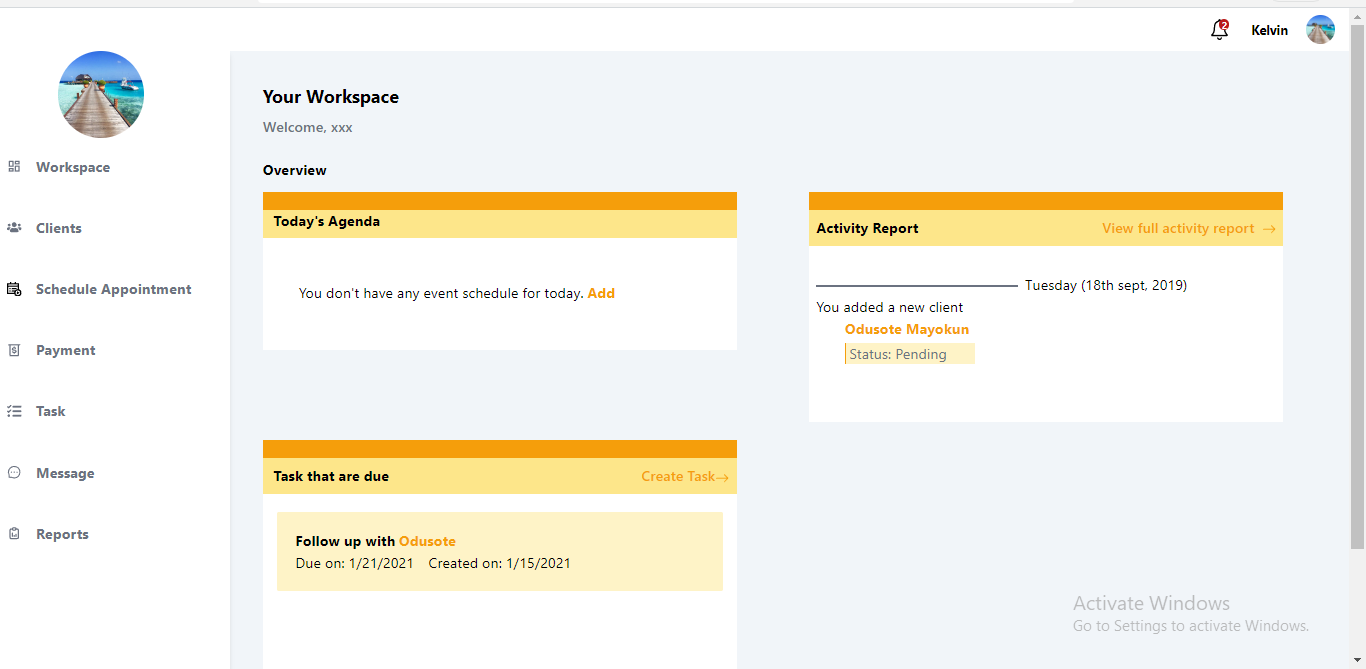 2
Kelvin
Workspace
Clients
Schedule Appointment
Payment
Task
Message
Reports
Your Workspace
Welcome, xxx
Overview
Today's Agenda
You don't have any event schedule for today. Add
Activity Report View full activity report →
Tuesday (18th sept, 2019)
You added a new client
Odusote Mayokun
Status: Pending
Task that are due Create Task→
Follow up with Odusote
Due on: 1/21/2021 Created on: 1/15/2021
Activate Windows
Go to Settings to activate Windows.